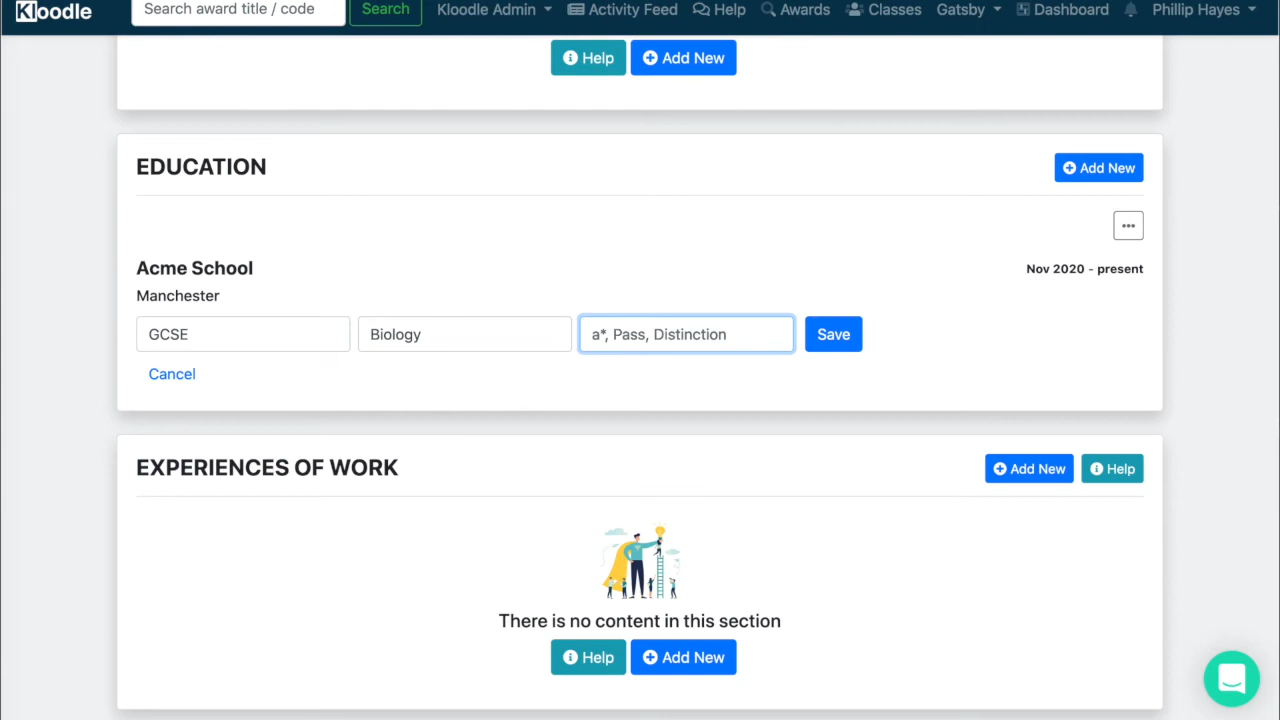 Kloodle Search award title / code Search Kloodle Admin Activity Feed Help Awards Classes Gatsby Dashboard Phillip Hayes
Help Add New
EDUCATION Add New
Acme School Nov 2020 - present
Manchester
GCSE Biology a*, Pass, Distinction Save
Cancel
EXPERIENCES OF WORK Add New Help
There is no content in this section
Help Add New